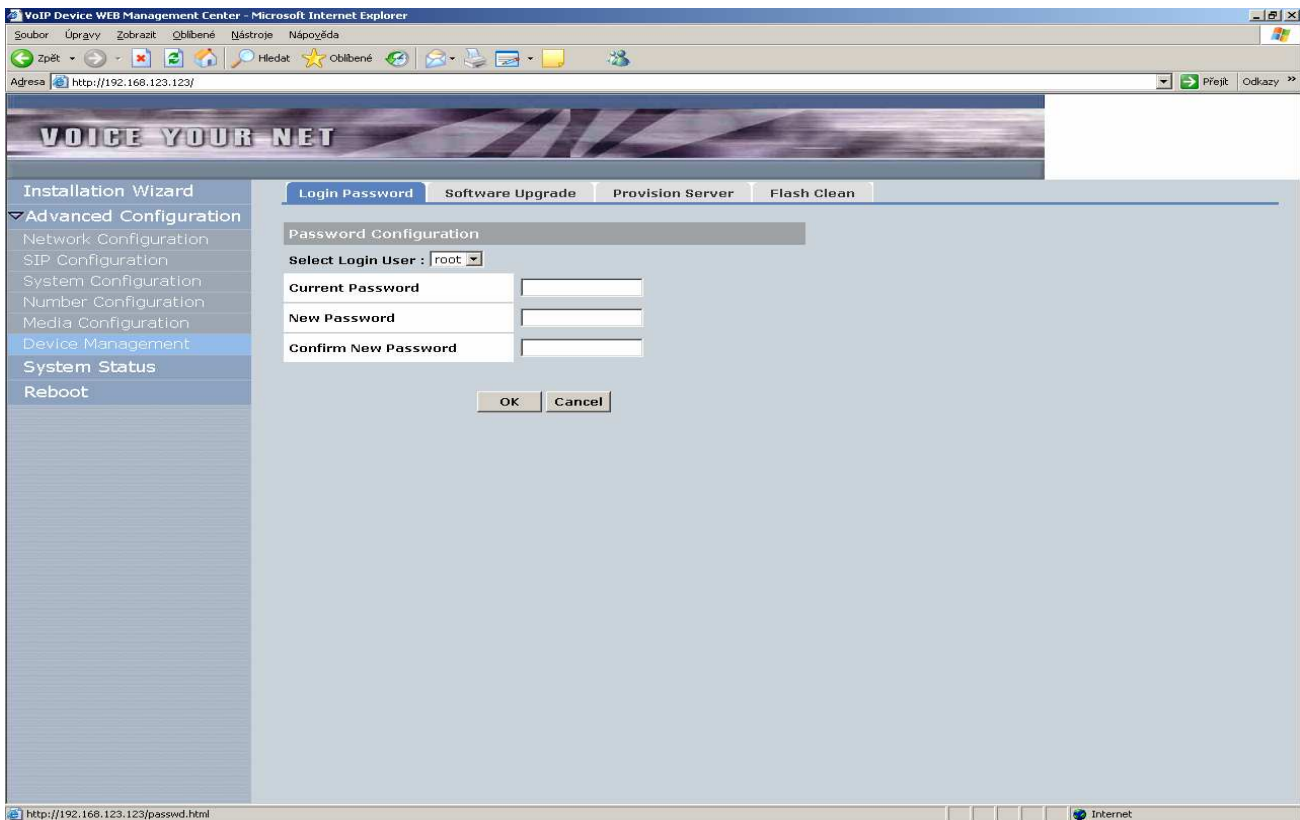 VoIP Device WEB Management Center - Microsoft Internet Explorer
Soubor Úpravy Zobrazit Oblíbené Nástroje Nápověda
Zpět Hledat Oblíbené
Adresa http://192.168.123.123/ Přejít Odkazy »
VOICE YOUR NET
Installation Wizard
Advanced Configuration
Network Configuration
SIP Configuration
System Configuration
Number Configuration
Media Configuration
Device Management
System Status
Reboot
Login Password Software Upgrade Provision Server Flash Clean
Password Configuration
Select Login User : root
Current Password
New Password
Confirm New Password
OK Cancel
http://192.168.123.123/passwd.html Internet